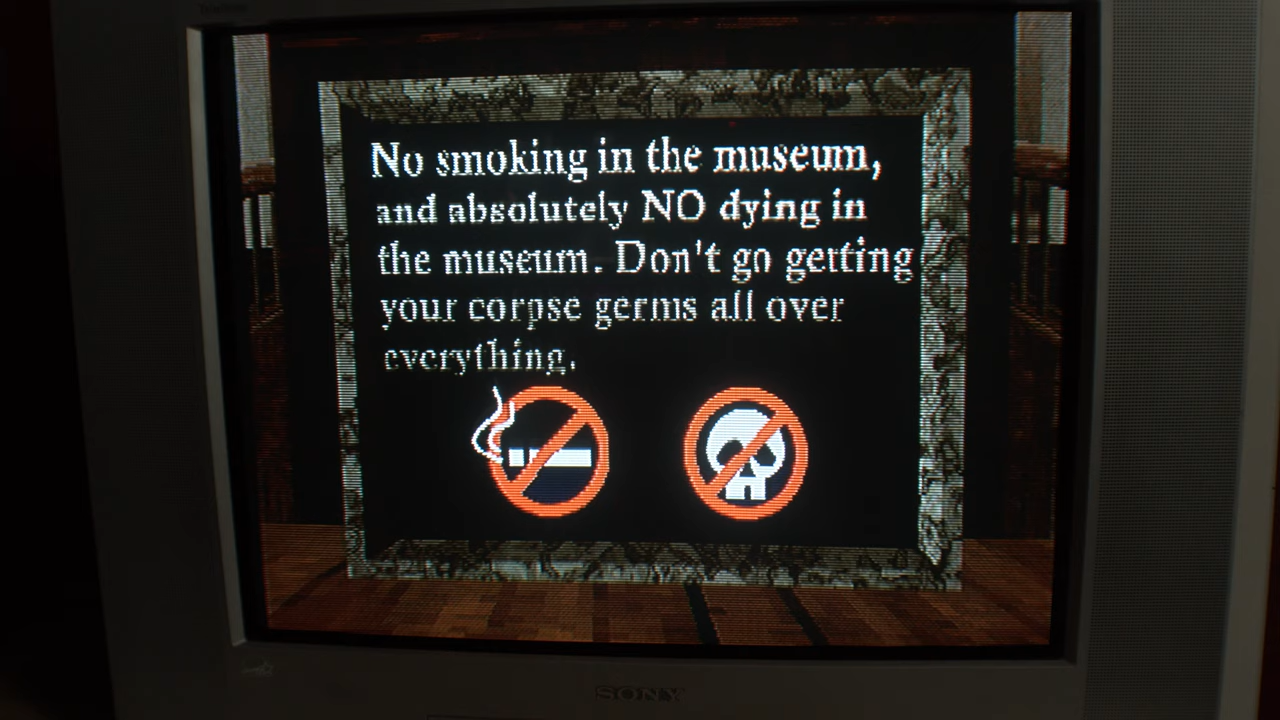 No smoking in the museum,
and absolutely NO dying in
the museum. Don't go getting
your corpse germs all over
everything.
SONY